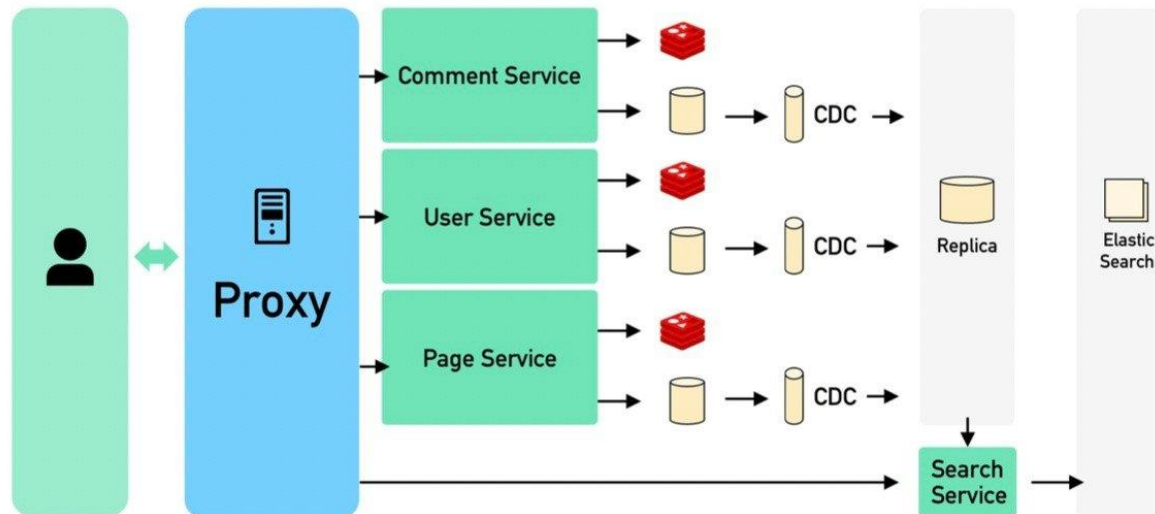 Proxy
Comment Service
CDC
User Service
CDC
Page Service
CDC
Replica
Elastic
Search
Search
Service